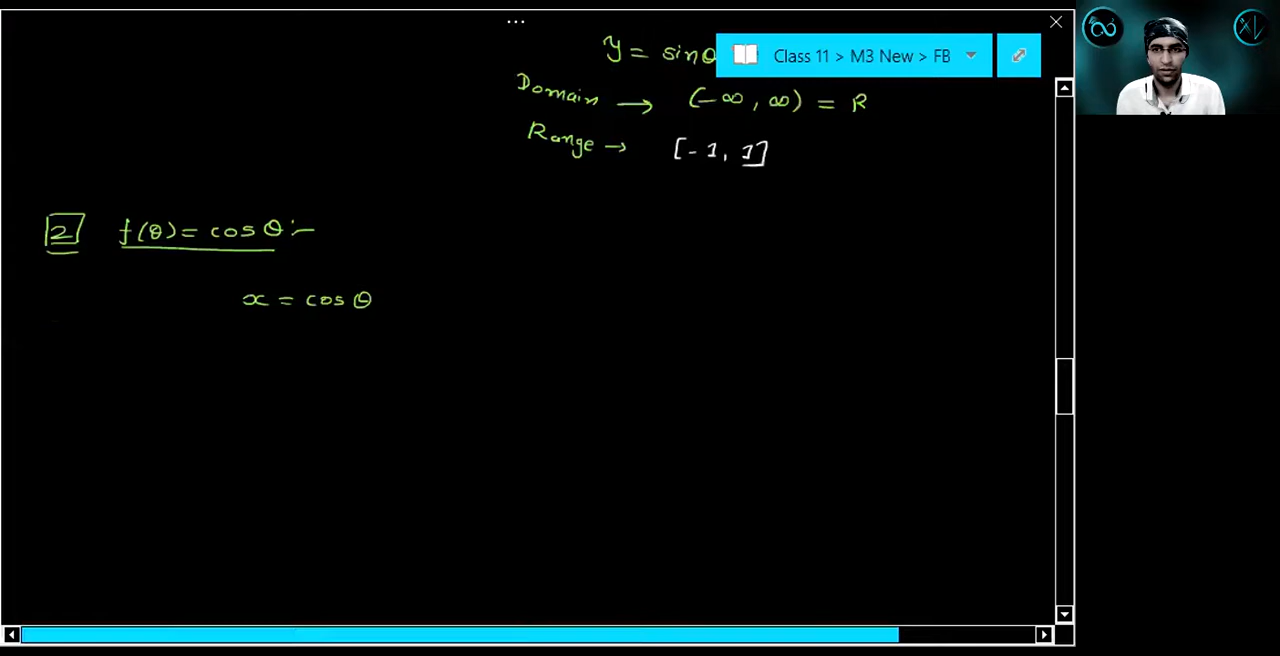 ...
y = sinθ
Class 11 > M3 New > FB
Domain → (-∞, ∞) = R
Range → [-1, 1]
2 f(θ) = cos θ :-
x = cos θ